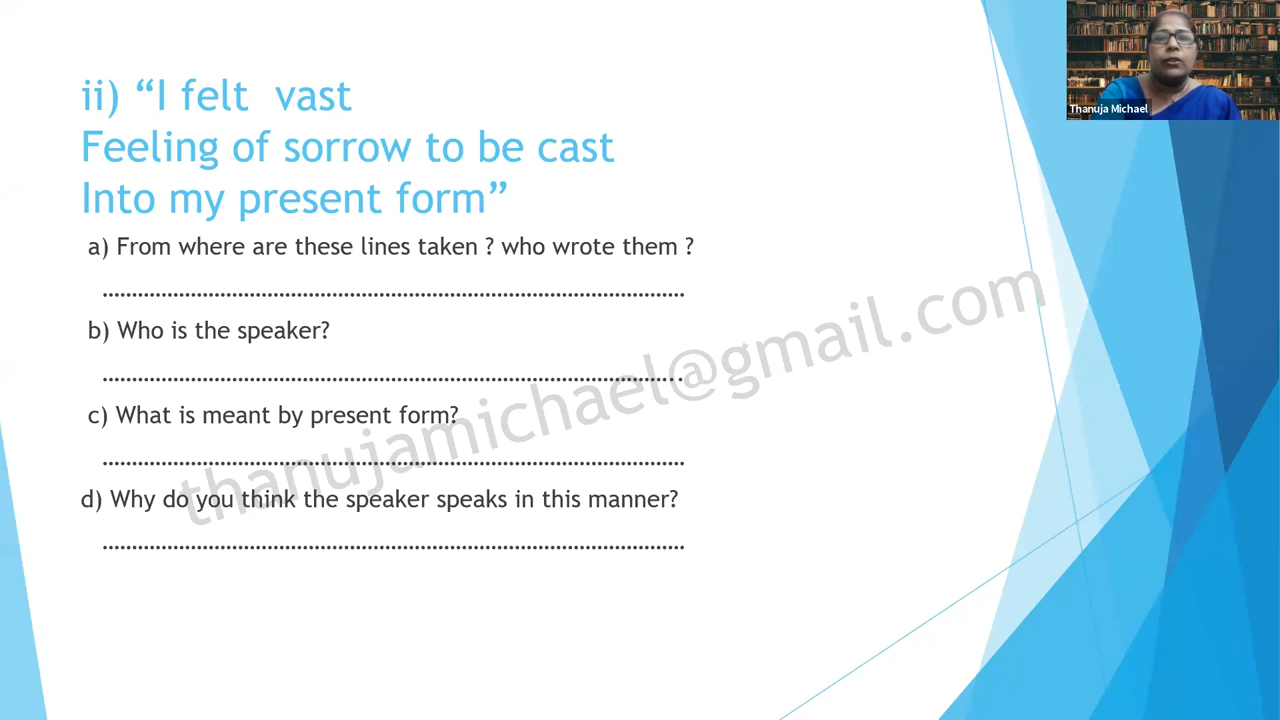 Thanuja Michael
ii) “I felt vast
Feeling of sorrow to be cast
Into my present form”
a) From where are these lines taken ? who wrote them ?
………………………………………………………………………………………
b) Who is the speaker?
……………………………………………………………………………………...
c) What is meant by present form?
………………………………………………………………………………………
d) Why do you think the speaker speaks in this manner?
………………………………………………………………………………………
thanujamichael@gmail.com